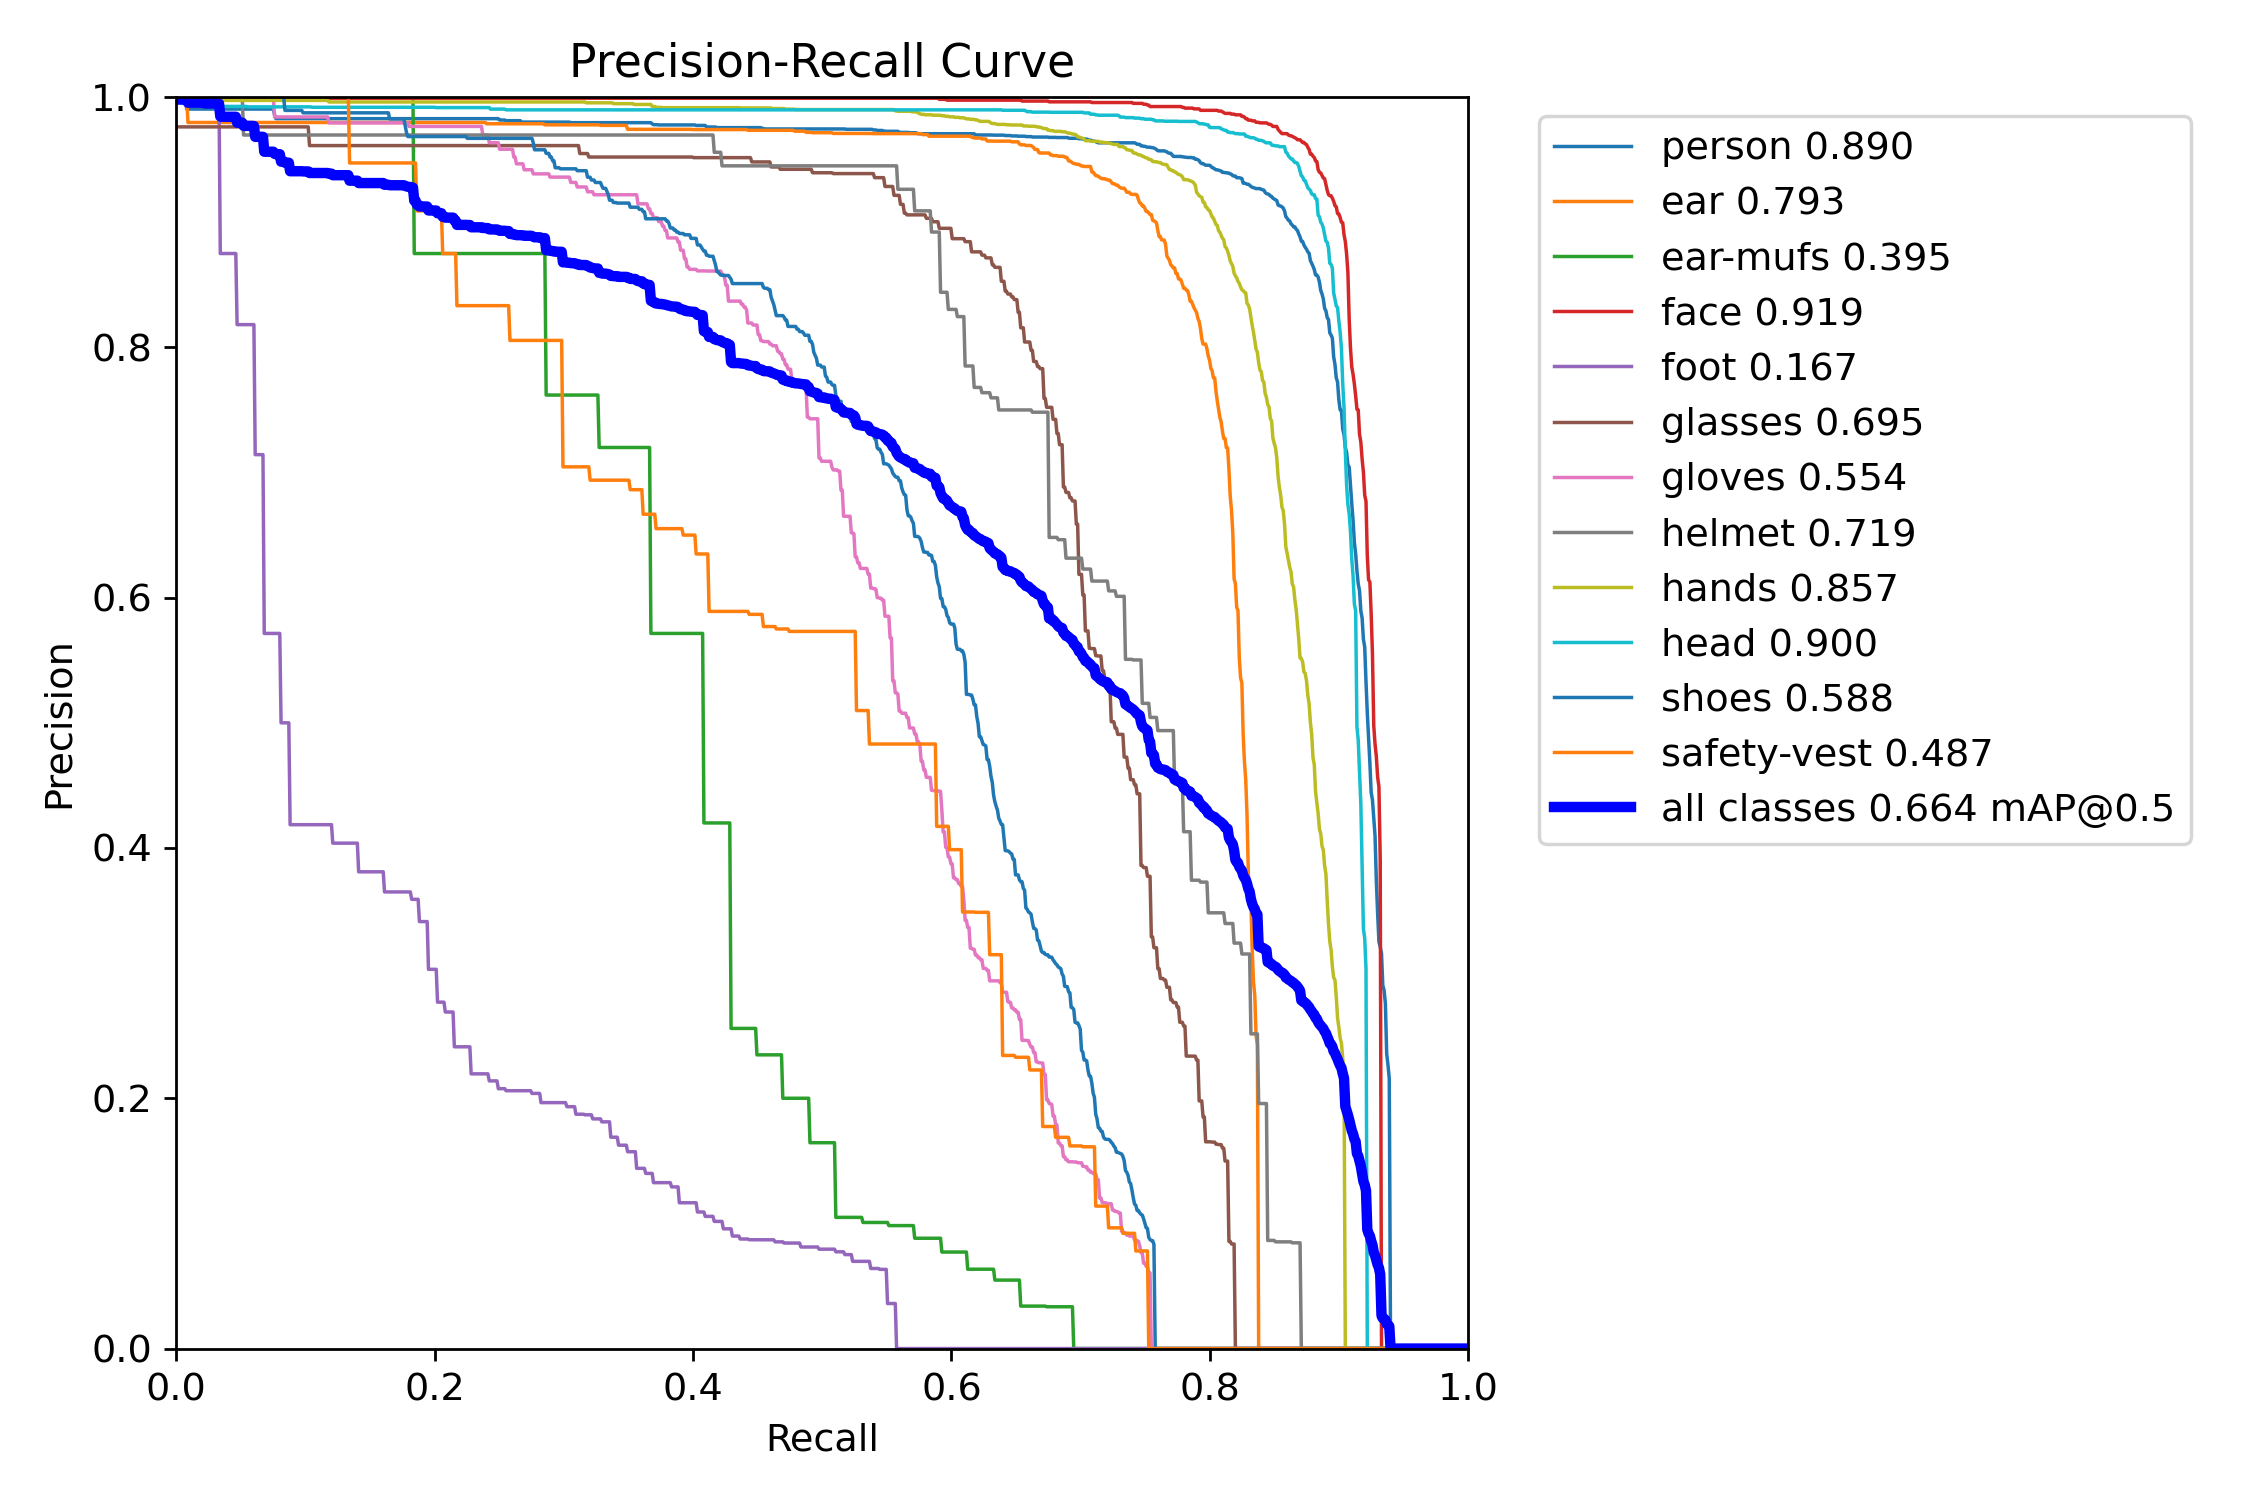 Precision-Recall Curve
1.0
0.8
0.6
0.4
0.2
0.0
Precision
0.0 0.2 0.4 0.6 0.8 1.0
Recall
person 0.890
ear 0.793
ear-mufs 0.395
face 0.919
foot 0.167
glasses 0.695
gloves 0.554
helmet 0.719
hands 0.857
head 0.900
shoes 0.588
safety-vest 0.487
all classes 0.664 mAP@0.5